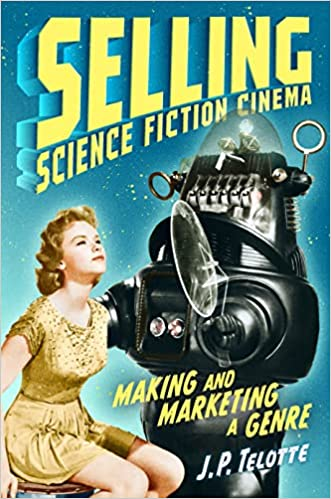 SELLING
SCIENCE FICTION CINEMA
MAKING AND
MARKETING
A GENRE
J. P. TELOTTE